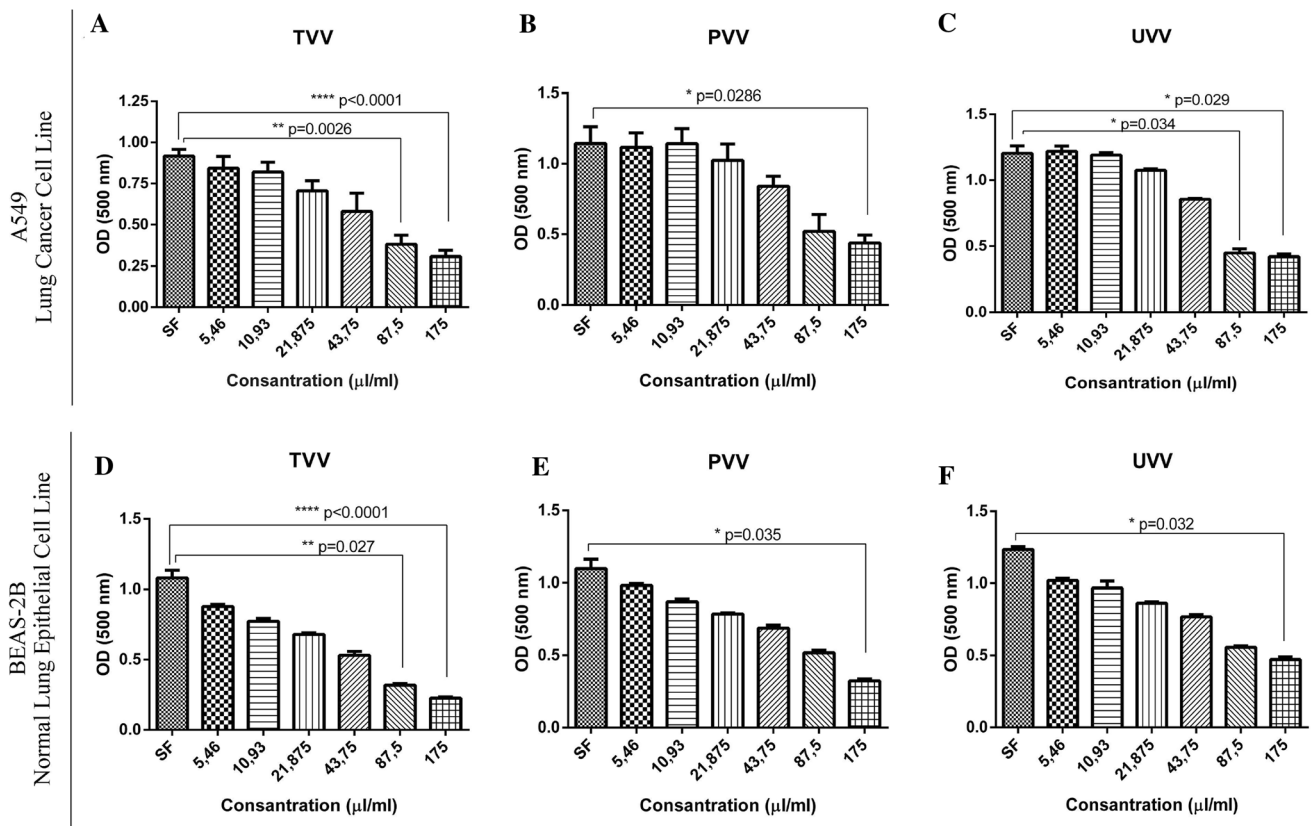 A549
Lung Cancer Cell Line
A
TVV
**** p<0.0001
** p=0.0026
OD (500 nm)
1.25
1.00
0.75
0.50
0.25
0.00
SF
5,46
10,93
21,875
43,75
87,5
175
Consantration (µl/ml)
B
PVV
* p=0.0286
OD (500 nm)
1.5
1.0
0.5
0.0
SF
5,46
10,93
21,875
43,75
87,5
175
Consantration (µl/ml)
C
UVV
* p=0.029
* p=0.034
OD (500 nm)
1.5
1.0
0.5
0.0
SF
5,46
10,93
21,875
43,75
87,5
175
Consantration (µl/ml)
BEAS-2B
Normal Lung Epithelial Cell Line
D
TVV
**** p<0.0001
** p=0.027
OD (500 nm)
1.5
1.0
0.5
0.0
SF
5,46
10,93
21,875
43,75
87,5
175
Consantration (µl/ml)
E
PVV
* p=0.035
OD (500 nm)
1.5
1.0
0.5
0.0
SF
5,46
10,93
21,875
43,75
87,5
175
Consantration (µl/ml)
F
UVV
* p=0.032
OD (500 nm)
1.5
1.0
0.5
0.0
SF
5,46
10,93
21,875
43,75
87,5
175
Consantration (µl/ml)